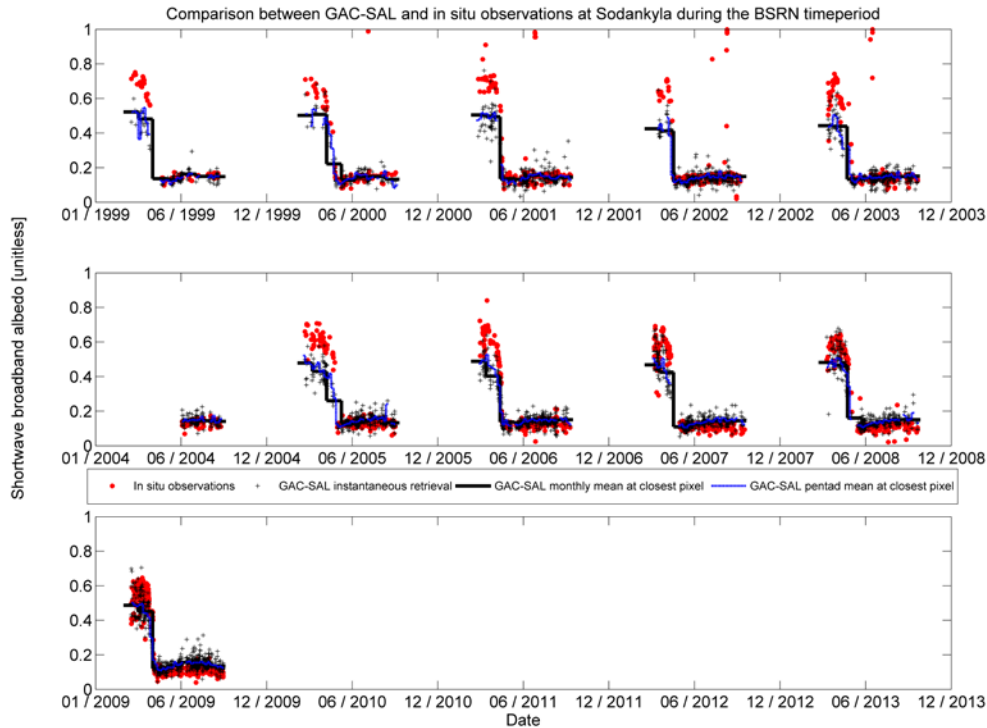 Comparison between GAC-SAL and in situ observations at Sodankyla during the BSRN timeperiod
Shortwave broadband albedo [unitless]
1
0.8
0.6
0.4
0.2
0
01 / 1999 06 / 1999 12 / 1999 06 / 2000 12 / 2000 06 / 2001 12 / 2001 06 / 2002 12 / 2002 06 / 2013 12 / 2003
1
0.8
0.6
0.4
0.2
0
01 / 2004 06 / 2004 12 / 2004 06 / 2005 12 / 2005 06 / 2006 12 / 2006 06 / 2007 12 / 2007 06 / 2008 12 / 2008
In situ observations GAC-SAL instantaneous retrieval GAC-SAL monthly mean at closest pixel GAC-SAL pentad mean at closest pixel
1
0.8
0.6
0.4
0.2
0
01 / 2009 06 / 2009 12 / 2009 06 / 2010 12 / 2010 06 / 2011 12 / 2011 06 / 2012 12 / 2012 06 / 2013 12 / 2013
Date